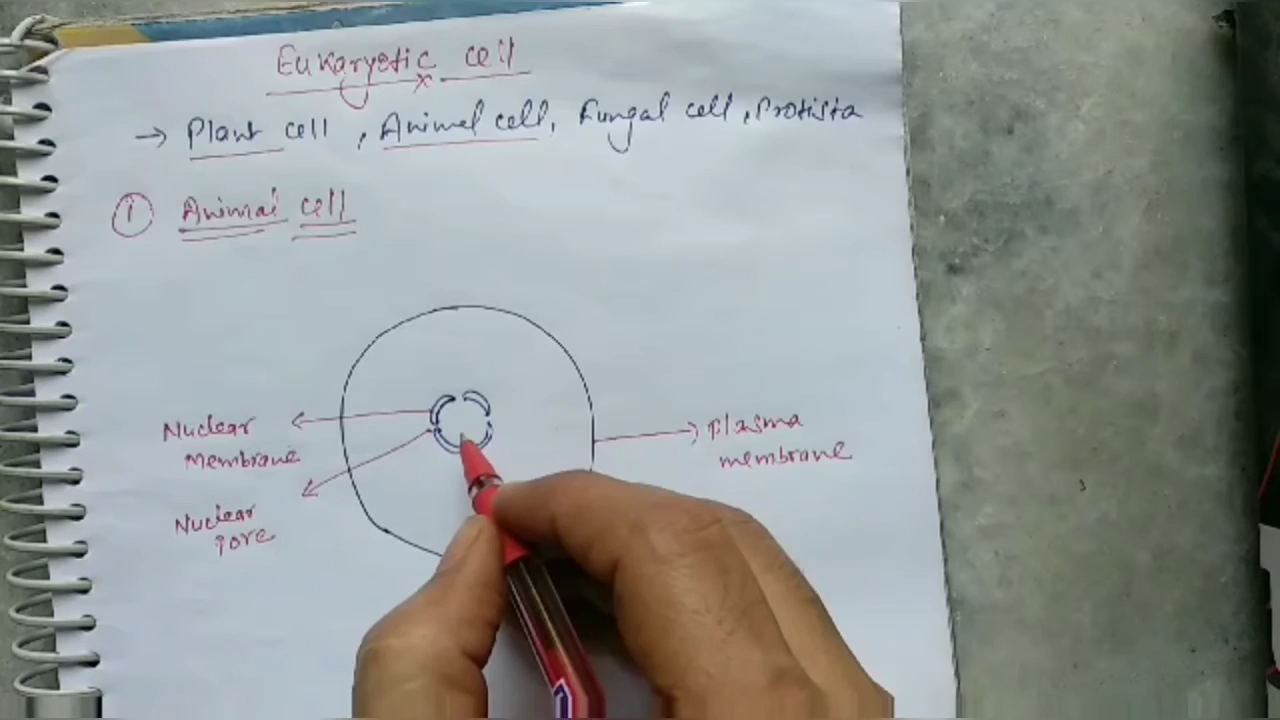 Eukaryotic cell
→ Plant cell, Animal cell, Fungal cell, Protista
① Animal cell
Nuclear
Membrane
Nuclear
pore
plasma
membrane